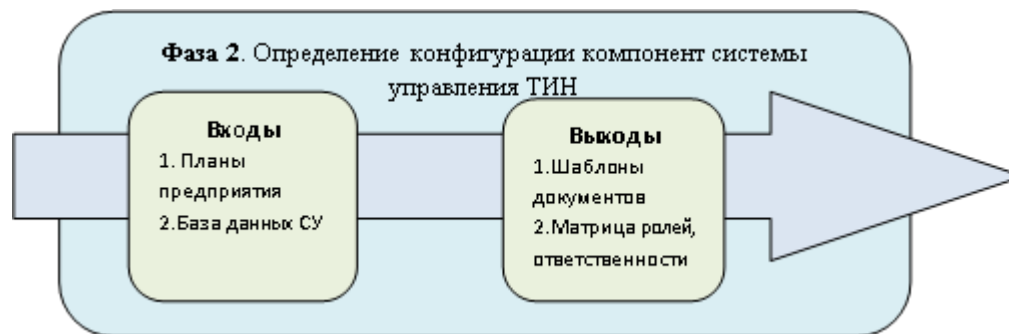 Фаза 2. Определение конфигурации компонент системы
управления ТИН
Входы
1. Планы
предприятия
2.База данных СУ
Выходы
1.Шаблоны
документов
2.Матрица ролей,
ответственности